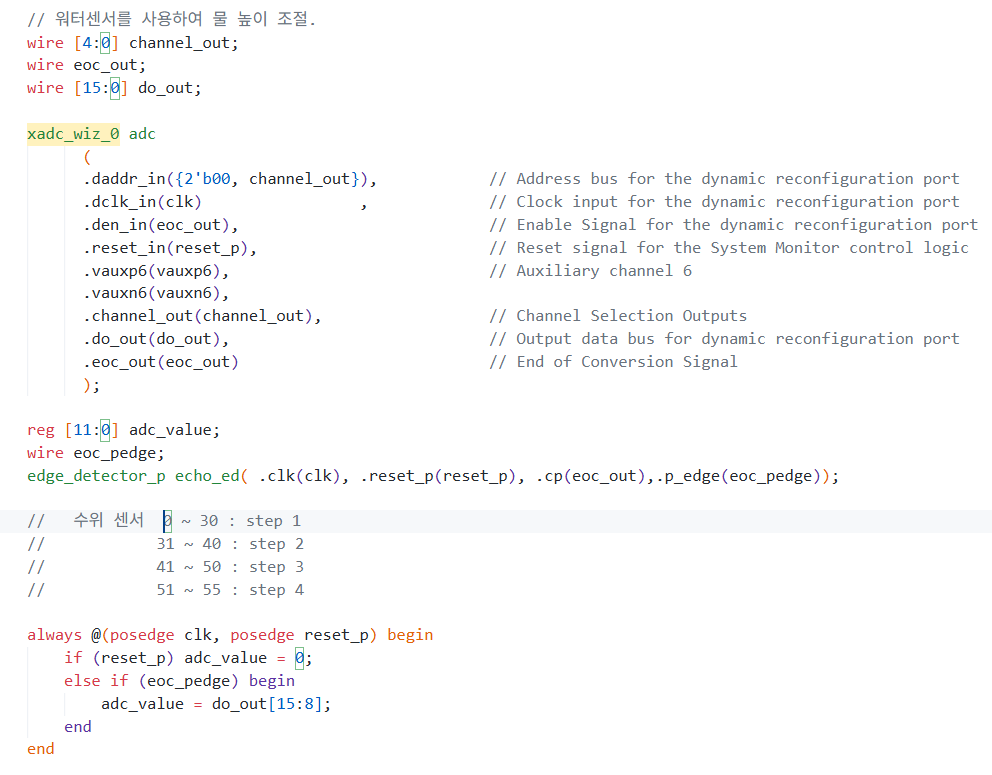 // 워터센서를 사용하여 물 높이 조절.
wire [4:0] channel_out;
wire eoc_out;
wire [15:0] do_out;
xadc_wiz_0 adc
(
.daddr_in({2'b00, channel_out}), // Address bus for the dynamic reconfiguration port
.dclk_in(clk) , // Clock input for the dynamic reconfiguration port
.den_in(eoc_out), // Enable Signal for the dynamic reconfiguration port
.reset_in(reset_p), // Reset signal for the System Monitor control logic
.vauxp6(vauxp6), // Auxiliary channel 6
.vauxn6(vauxn6),
.channel_out(channel_out), // Channel Selection Outputs
.do_out(do_out), // Output data bus for dynamic reconfiguration port
.eoc_out(eoc_out) // End of Conversion Signal
);
reg [11:0] adc_value;
wire eoc_pedge;
edge_detector_p echo_ed( .clk(clk), .reset_p(reset_p), .cp(eoc_out),.p_edge(eoc_pedge));
// 수위 센서 0 ~ 30 : step 1
// 31 ~ 40 : step 2
// 41 ~ 50 : step 3
// 51 ~ 55 : step 4
always @(posedge clk, posedge reset_p) begin
if (reset_p) adc_value = 0;
else if (eoc_pedge) begin
adc_value = do_out[15:8];
end
end